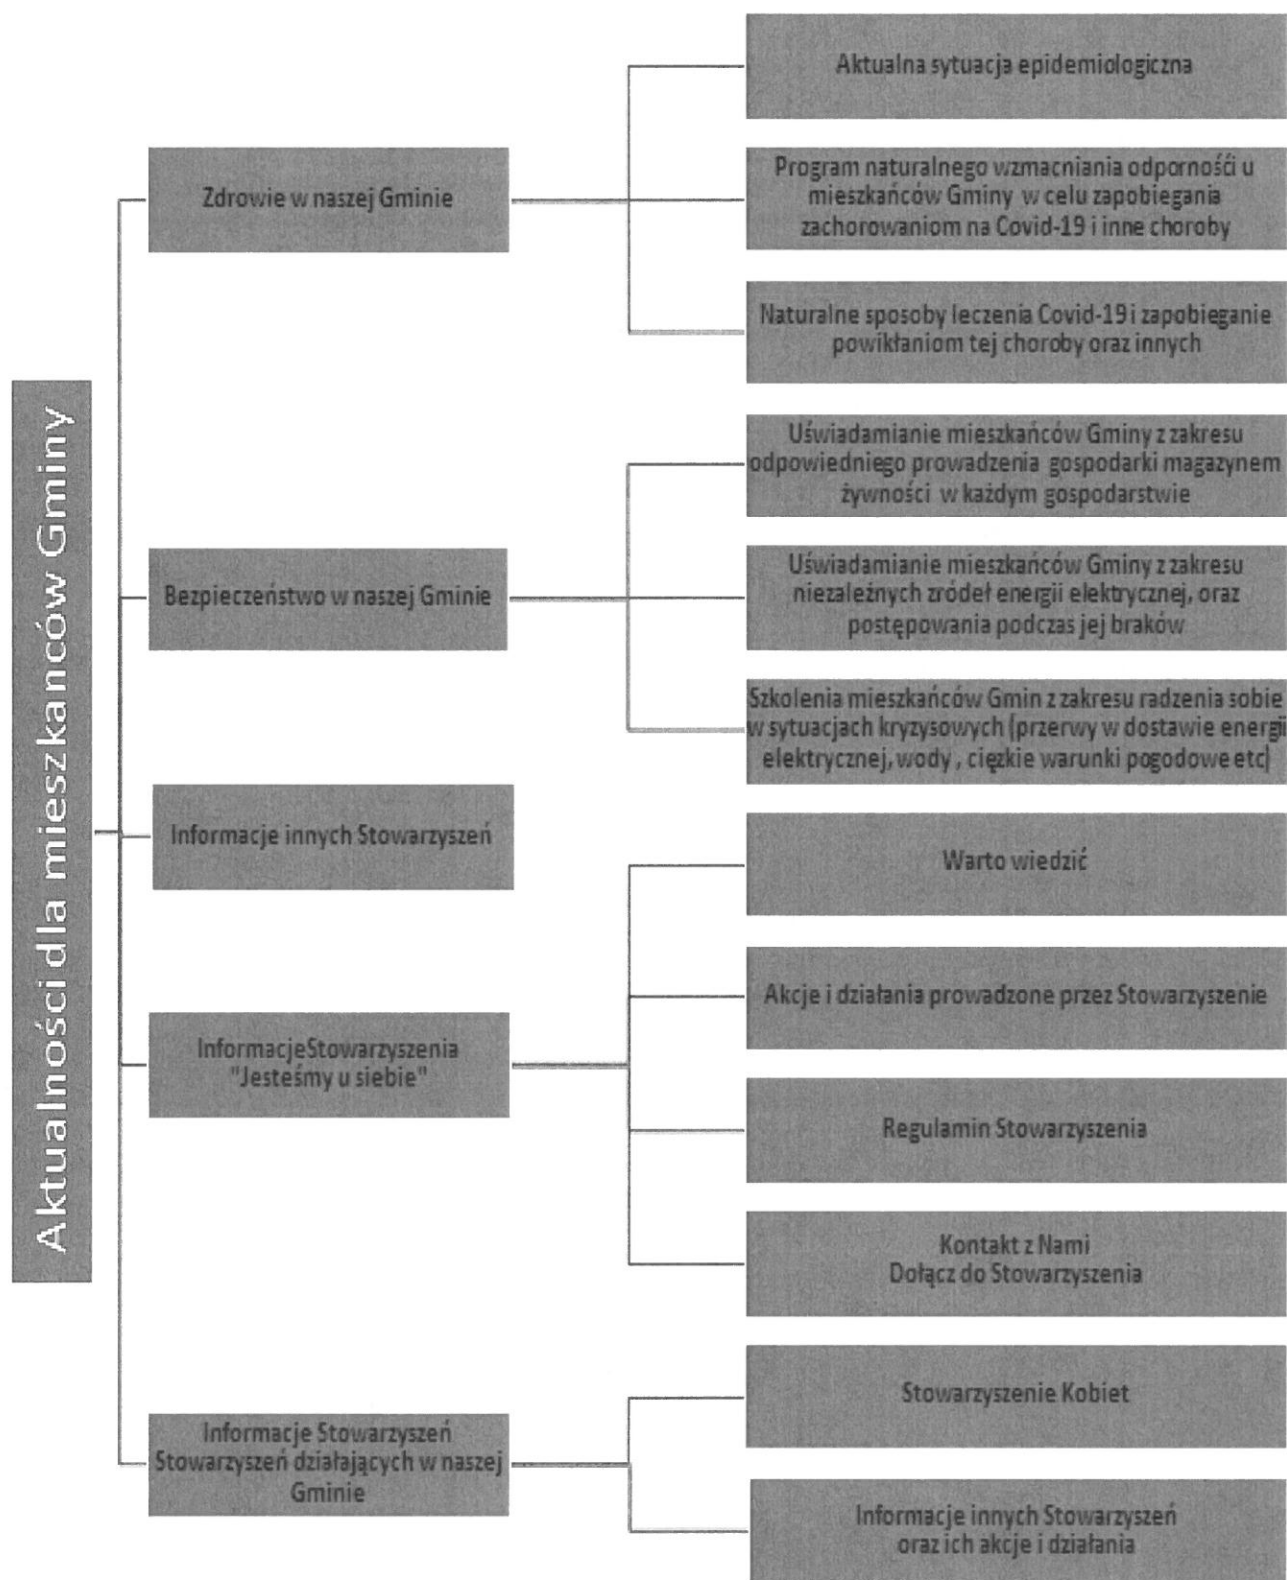 Aktualności dla mieszkanców Gminy
Zdrowie w naszej Gminie
Aktualna sytuacja epidemiologiczna
Program naturalnego wzmacniania odpornośći u
mieszkańców Gminy w celu zapobiegania
zachorowaniom na Covid-19 i inne choroby
Naturalne sposoby leczenia Covid-19 i zapobieganie
powikłaniom tej choroby oraz innych
Bezpieczeństwo w naszej Gminie
Uświadamianie mieszkańców Gminy z zakresu
odpowiedniego prowadzenia gospodarki magazynem
żywności w każdym gospodarstwie
Uświadamianie mieszkańców Gminy z zakresu
niezależnych zródeł energii elektrycznej, oraz
postępowania podczas jej braków
Szkolenia mieszkańców Gmin z zakresu radzenia sobie
w sytuacjach kryzysowych (przerwy w dostawie energi
elektrycznej, wody , cięzkie warunki pogodowe etc)
Informacje innych Stowarzyszeń
InformacjeStowarzyszenia
"Jesteśmy u siebie"
Warto wiedzić
Akcje i działania prowadzone przez Stowarzyszenie
Regulamin Stowarzyszenia
Kontakt z Nami
Dołącz do Stowarzyszenia
Informacje Stowarzyszeń
Stowarzyszeń działających w naszej
Gminie
Stowarzyszenie Kobiet
Informacje innych Stowarzyszeń
oraz ich akcje i działania